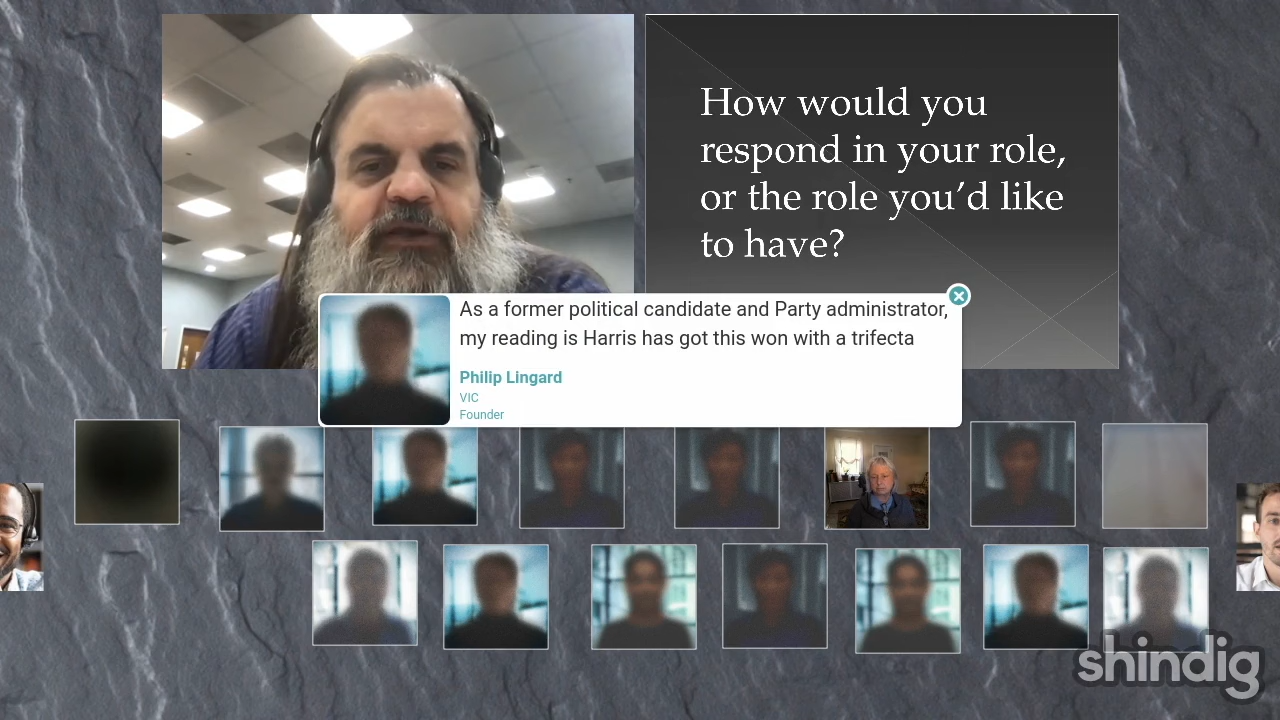 How would you
respond in your role,
or the role you’d like
to have?
As a former political candidate and Party administrator,
my reading is Harris has got this won with a trifecta
Philip Lingard
VIC
Founder
shindig